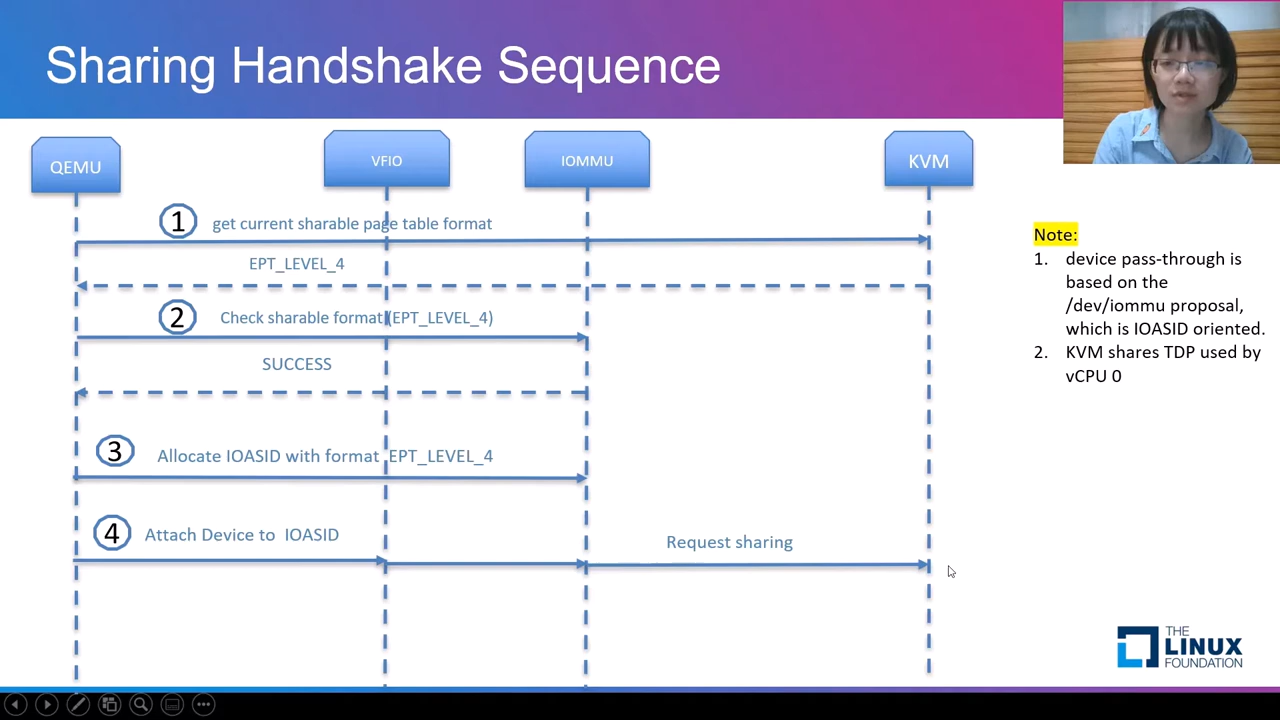 Sharing Handshake Sequence
QEMU
VFIO
IOMMU
KVM
1 get current sharable page table format
EPT_LEVEL_4
2 Check sharable format (EPT_LEVEL_4)
SUCCESS
3 Allocate IOASID with format EPT_LEVEL_4
4 Attach Device to IOASID
Request sharing
Note:
1. device pass-through is
based on the
/dev/iommu proposal,
which is IOASID oriented.
2. KVM shares TDP used by
vCPU 0
THE
LINUX
FOUNDATION